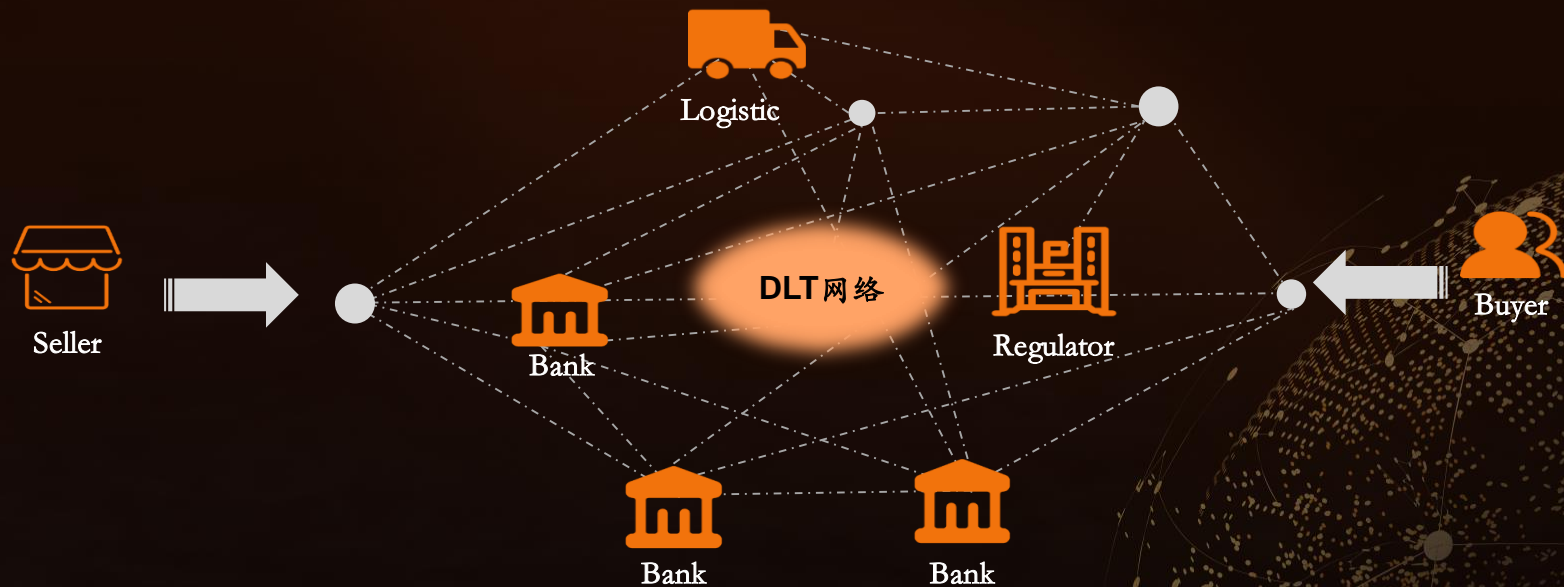 Logistic
Seller
Bank
DLT网络
Regulator
Buyer
Bank
Bank